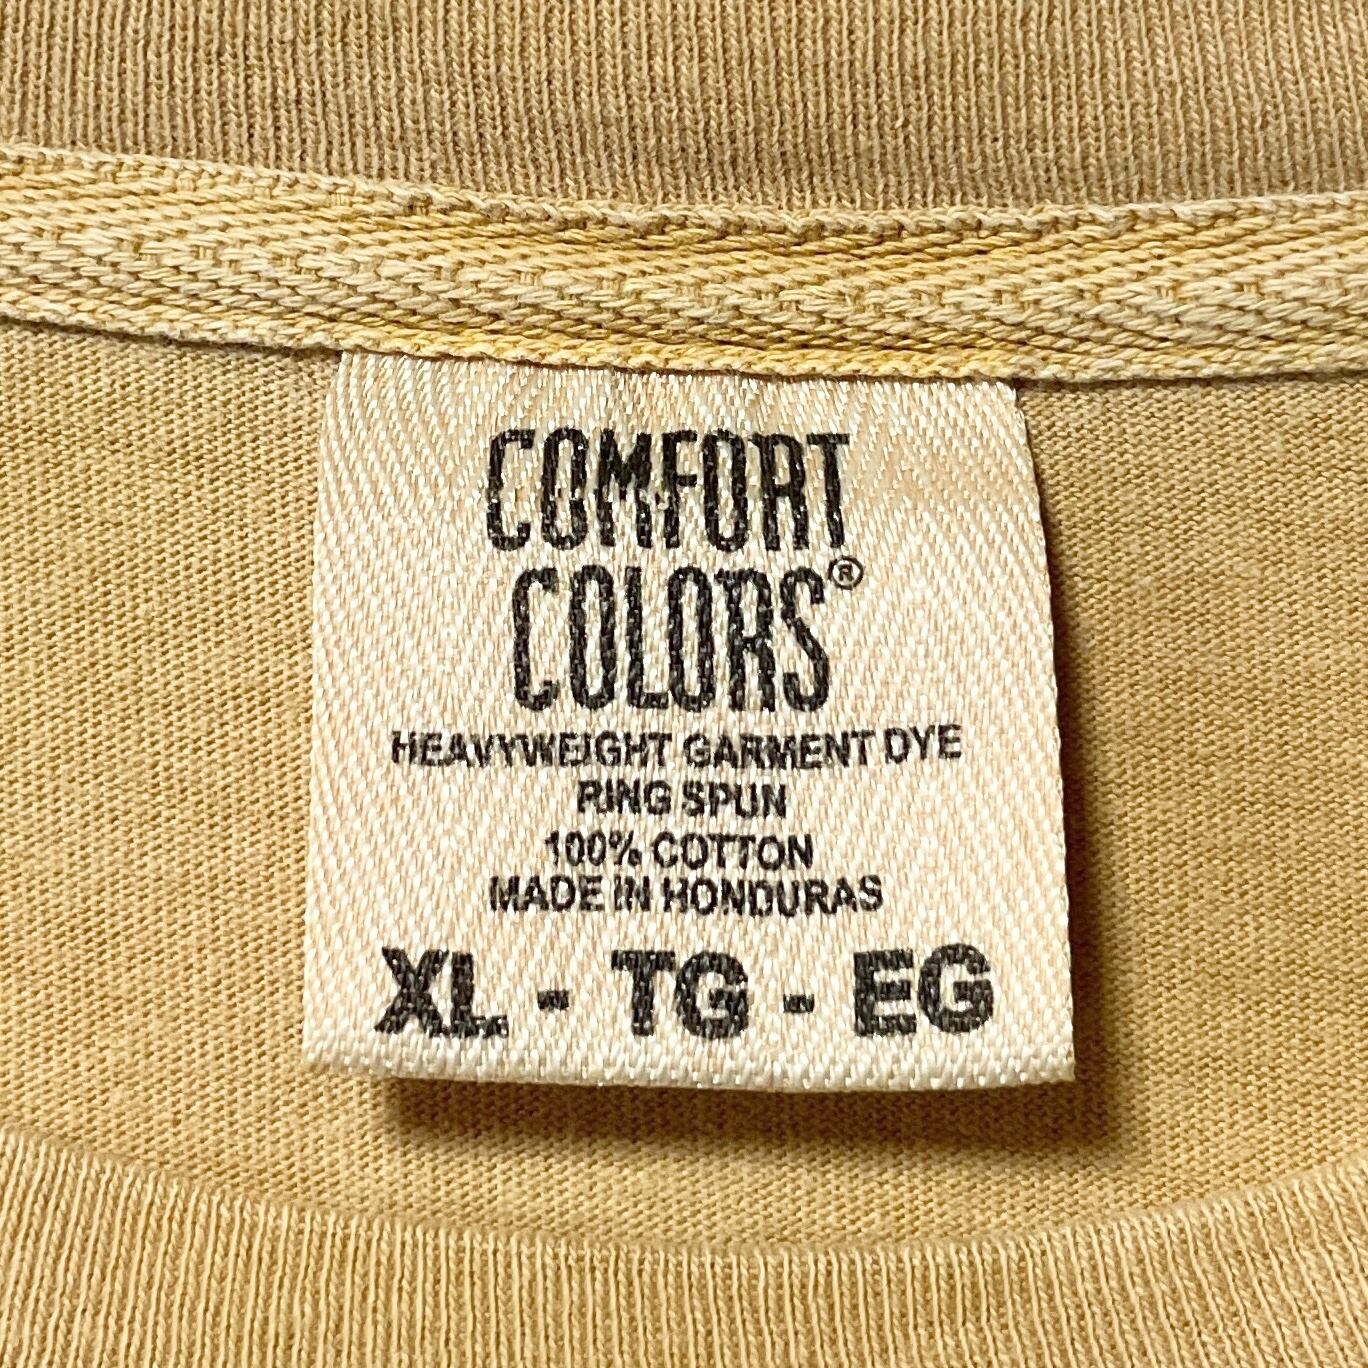 COMFORT
COLORS®
HEAVYWEIGHT GARMENT DYE
RING SPUN
100% COTTON
MADE IN HONDURAS
XL - TG - EG